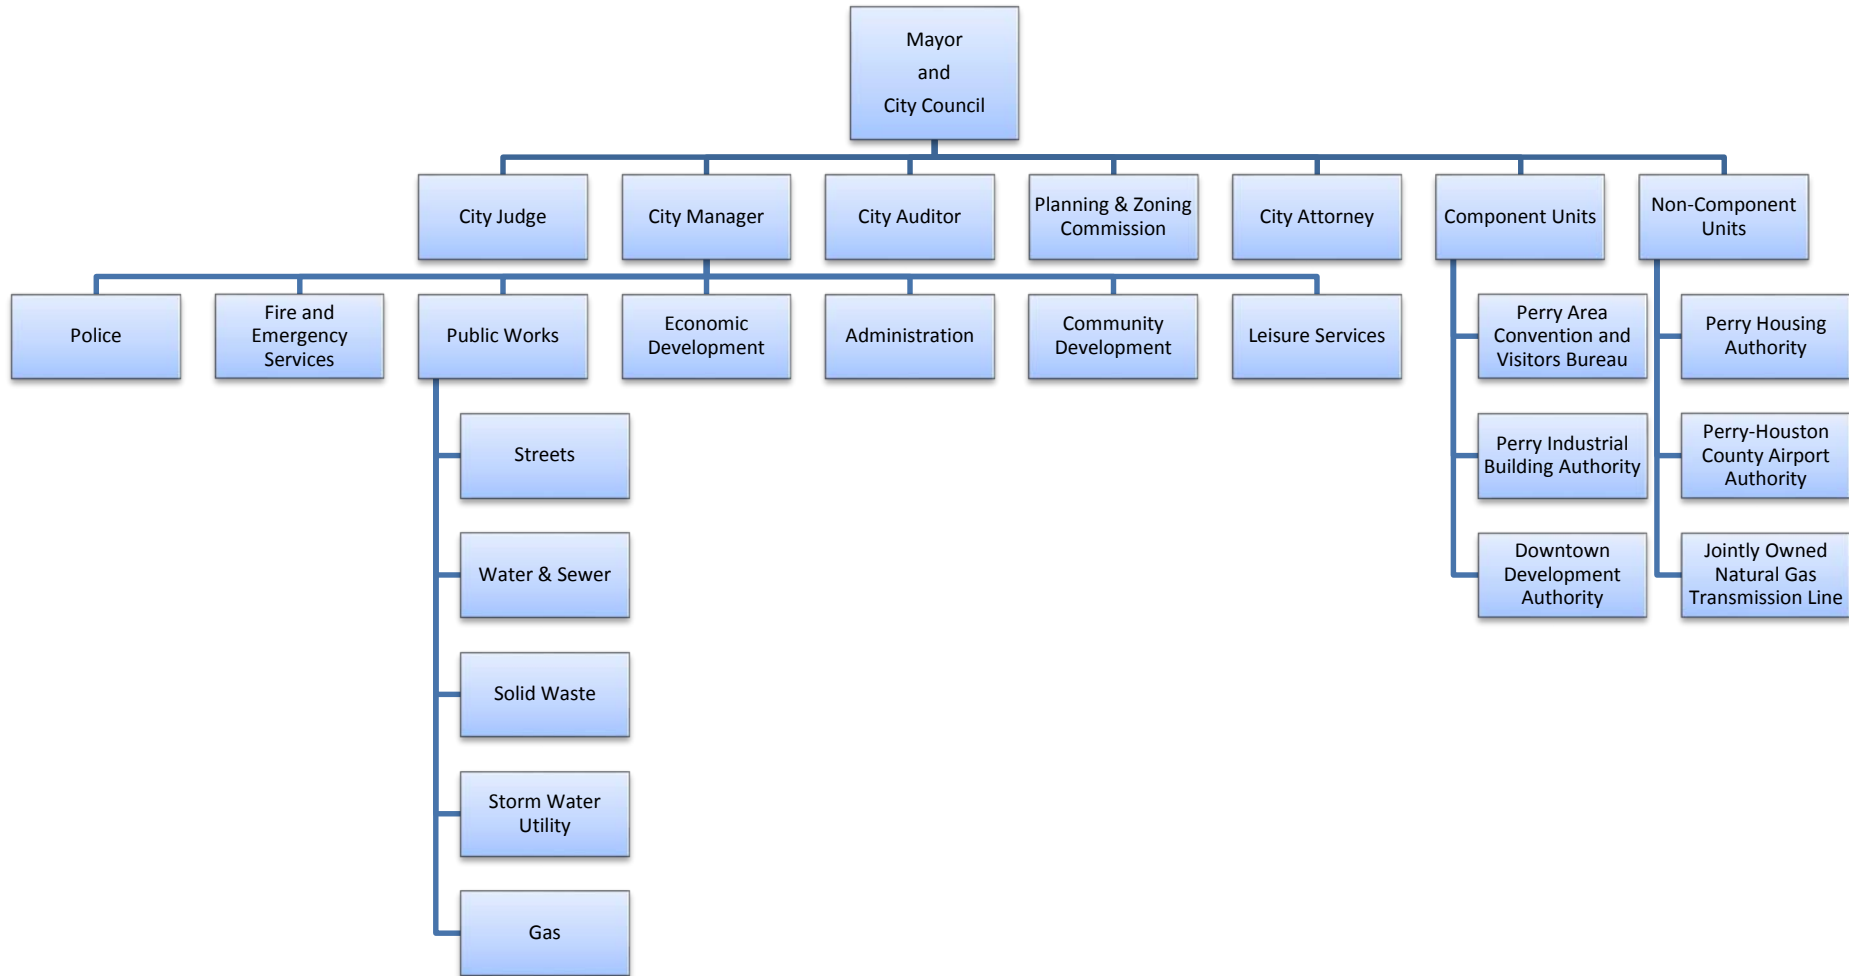 Mayor
and
City Council
City Judge
City Manager
City Auditor
Planning & Zoning
Commission
City Attorney
Component Units
Non-Component
Units
Police
Fire and
Emergency
Services
Public Works
Economic
Development
Administration
Community
Development
Leisure Services
Perry Area
Convention and
Visitors Bureau
Perry Housing
Authority
Streets
Perry Industrial
Building Authority
Perry-Houston
County Airport
Authority
Water & Sewer
Downtown
Development
Authority
Jointly Owned
Natural Gas
Transmission Line
Solid Waste
Storm Water
Utility
Gas